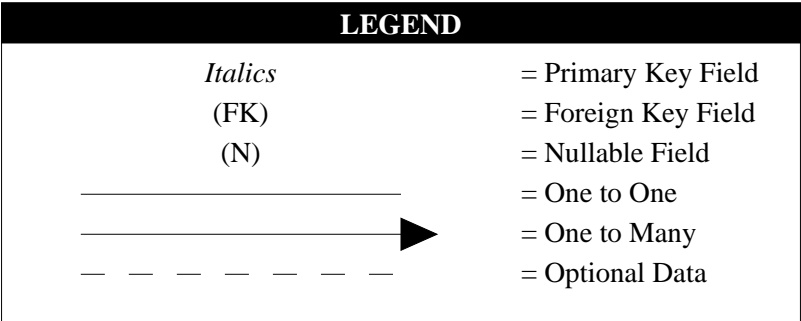 LEGEND
Italics = Primary Key Field
(FK) = Foreign Key Field
(N) = Nullable Field
= One to One
= One to Many
= Optional Data